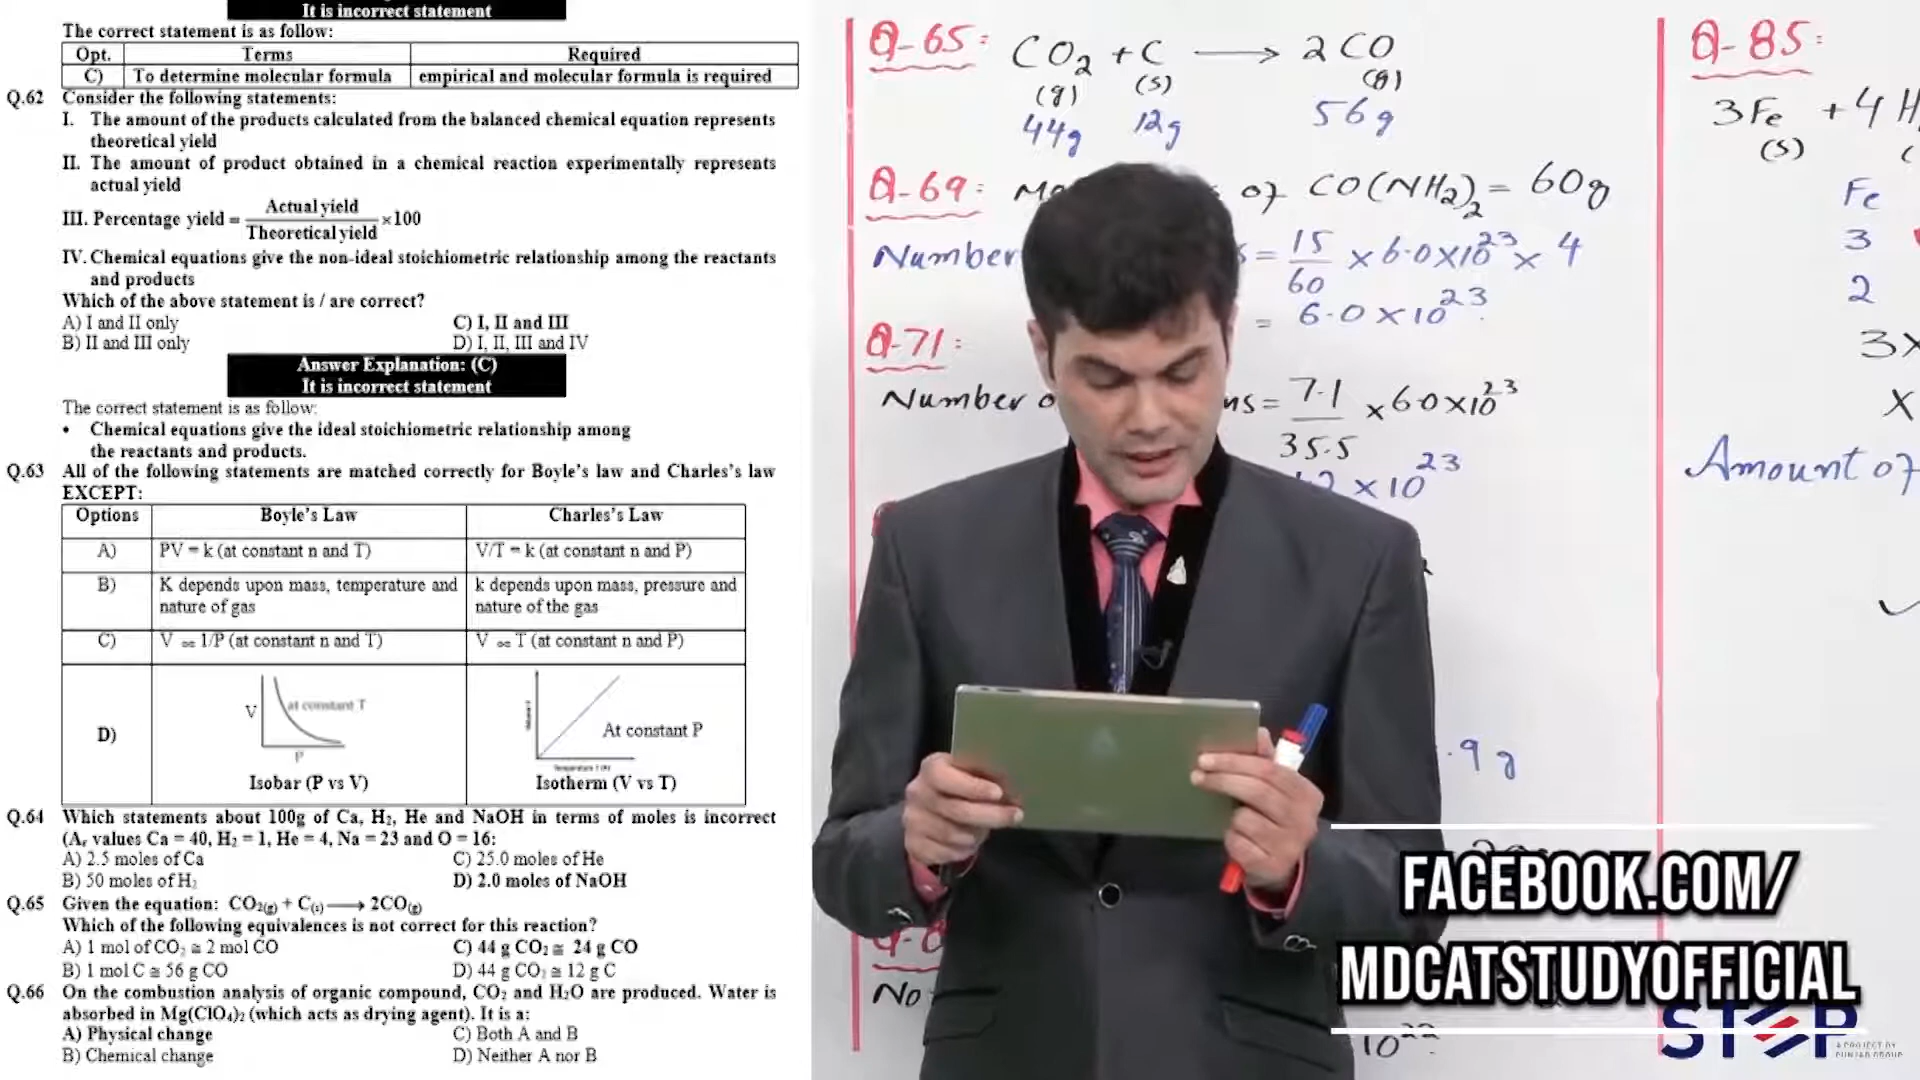 It is incorrect statement
The correct statement is as follow:
Opt. Terms Required
C) To determine molecular formula empirical and molecular formula is required
Q.62 Consider the following statements:
I. The amount of the products calculated from the balanced chemical equation represents
theoretical yield
II. The amount of product obtained in a chemical reaction experimentally represents
actual yield
III. Percentage yield = Actual yield / Theoretical yield ×100
IV. Chemical equations give the non-ideal stoichiometric relationship among the reactants
and products
Which of the above statement is / are correct?
A) I and II only C) I, II and III
B) II and III only D) I, II, III and IV
Answer Explanation: (C)
It is incorrect statement
The correct statement is as follow:
• Chemical equations give the ideal stoichiometric relationship among
the reactants and products.
Q.63 All of the following statements are matched correctly for Boyle's law and Charles's law
EXCEPT:
Options Boyle's Law Charles's Law
A) PV = k (at constant n and T) V/T = k (at constant n and P)
B) K depends upon mass, temperature and k depends upon mass, pressure and
nature of gas nature of the gas
C) V ∞ 1/P (at constant n and T) V ∞ T (at constant n and P)
D) V at constant T P At constant P
Isobar (P vs V) Isotherm (V vs T)
Q.64 Which statements about 100g of Ca, H₂, He and NaOH in terms of moles is incorrect
(Aᵣ values Ca = 40, H₂ = 1, He = 4, Na = 23 and O = 16:
A) 2.5 moles of Ca C) 25.0 moles of He
B) 50 moles of H₂ D) 2.0 moles of NaOH
Q.65 Given the equation: CO₂(g) + C(s) ⟶ 2CO(g)
Which of the following equivalences is not correct for this reaction?
A) 1 mol of CO₂ ≅ 2 mol CO C) 44 g CO₂ ≅ 24 g CO
B) 1 mol C ≅ 56 g CO D) 44 g CO₂ ≅ 12 g C
Q.66 On the combustion analysis of organic compound, CO₂ and H₂O are produced. Water is
absorbed in Mg(ClO₄)₂ (which acts as drying agent). It is a:
A) Physical change C) Both A and B
B) Chemical change D) Neither A nor B
Q-65: CO₂ + C ⟶ 2CO
(g) (s) (g)
44g 12g 56g
Q-69: of CO(NH₂)₂ = 60g
Number = 15/60 × 6.0×10²³ × 4
= 6.0 × 10²³
Q-71:
Number = 7.1/35.5 × 6.0×10²³
× 10²³
.9 g
No
10²²
Q-85:
3Fe + 4H
(s) (
Fe
3
2
3×
X
Amount of
FACEBOOK.COM/
MDCATSTUDYOFFICIAL
STEP
A PROJECT BY
PUNJAB GROUP